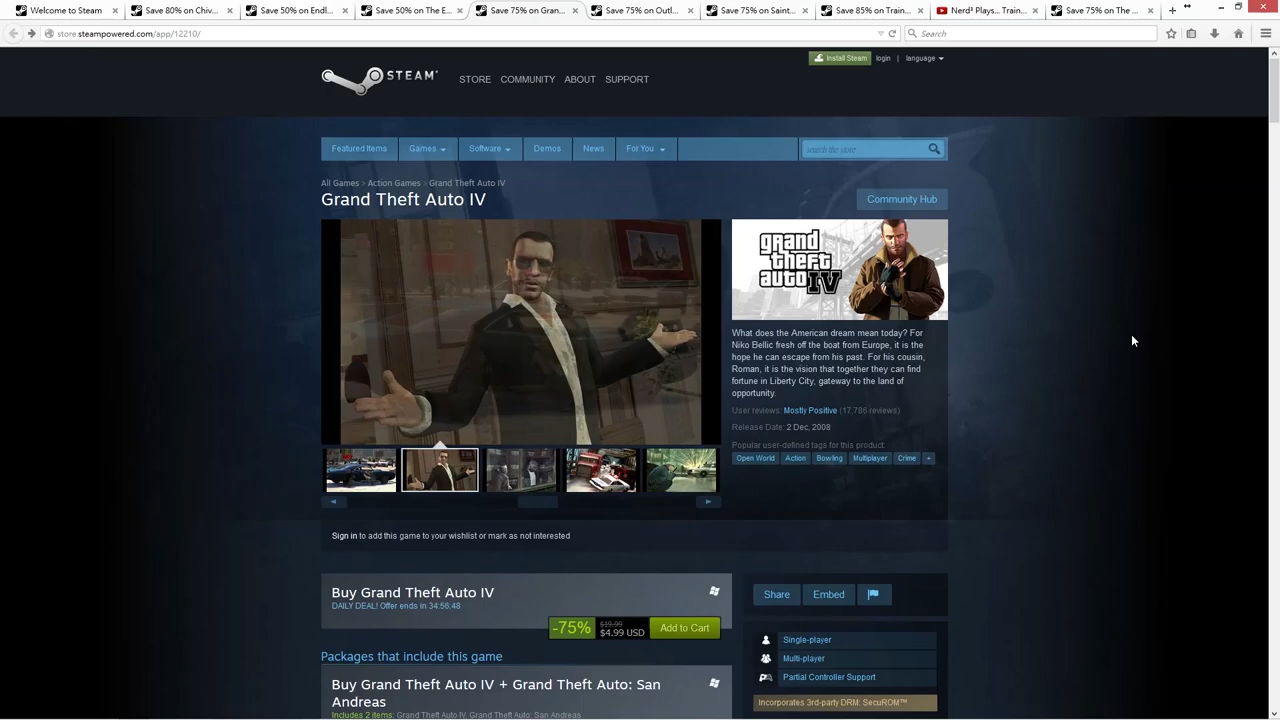 Welcome to Steam
Save 80% on Chiv...
Save 50% on Endl...
Save 50% on The E...
Save 75% on Gran...
Save 75% on Outl...
Save 75% on Saint...
Save 85% on Train...
Nerd³ Plays... Train...
Save 75% on The ...
store.steampowered.com/app/12210/
Search
Install Steam
login | language
STEAM
STORE COMMUNITY ABOUT SUPPORT
Featured Items Games Software Demos News For You
search the store
All Games > Action Games > Grand Theft Auto IV
Grand Theft Auto IV
Community Hub
grand
theft
auto IV
What does the American dream mean today? For
Niko Bellic fresh off the boat from Europe, it is the
hope he can escape from his past. For his cousin,
Roman, it is the vision that together they can find
fortune in Liberty City, gateway to the land of
opportunity.
User reviews: Mostly Positive (17,786 reviews)
Release Date: 2 Dec, 2008
Popular user-defined tags for this product:
Open World Action Bowling Multiplayer Crime +
Sign in to add this game to your wishlist or mark as not interested
Buy Grand Theft Auto IV
DAILY DEAL! Offer ends in 34:56:48
-75%
$19.99
$4.99 USD
Add to Cart
Share Embed
Packages that include this game
Buy Grand Theft Auto IV + Grand Theft Auto: San
Andreas
Includes 2 items: Grand Theft Auto IV, Grand Theft Auto: San Andreas
Single-player
Multi-player
Partial Controller Support
Incorporates 3rd-party DRM: SecuROM™